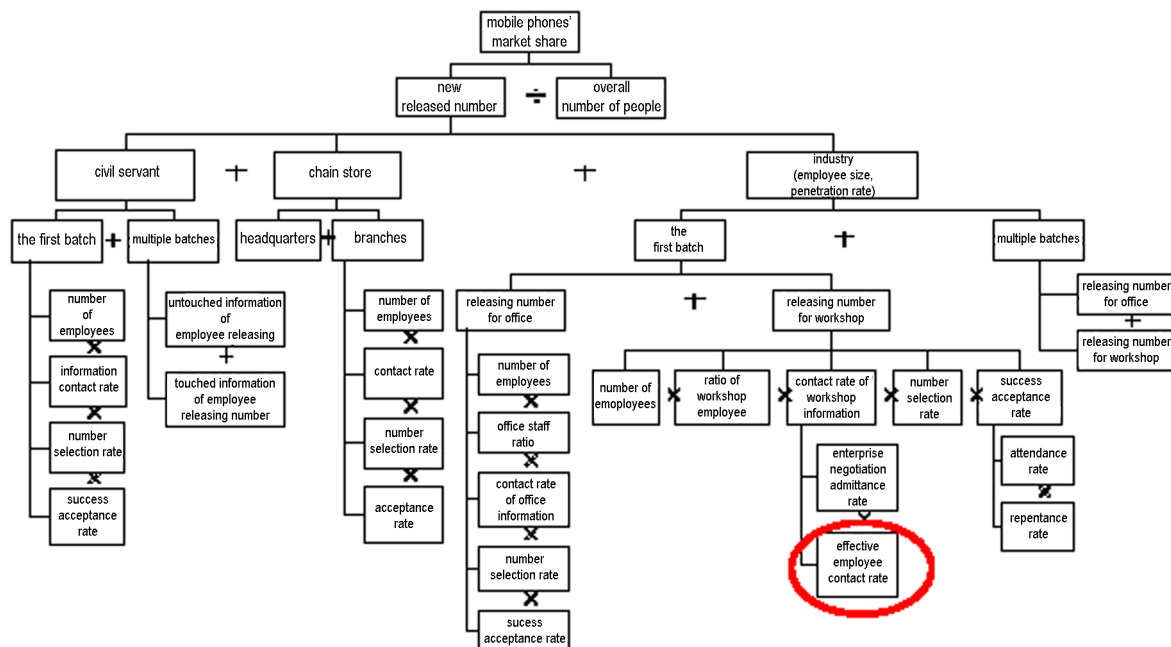 mobile phones'
market share
new
released number
÷
overall
number of people
civil servant
+
chain store
+
industry
(employee size,
penetration rate)
the first batch
+
multiple batches
headquarters
+
branches
the
first batch
+
multiple batches
number
of
employees
×
information
contact rate
×
number
selection rate
×
success
acceptance
rate
untouched information
of
employee releasing
+
touched information
of employee
releasing number
number of
employees
×
contact rate
×
number
selection rate
×
acceptance
rate
releasing number
for office
+
releasing number
for workshop
number of
employees
×
office staff
ratio
×
contact rate
of office
information
×
number
selection rate
×
sucess
acceptance rate
number of
emoployees
×
ratio of
workshop
employee
×
contact rate of
workshop
information
×
number
selection
rate
×
success
acceptance
rate
enterprise
negotiation
admittance
rate
effective
employee
contact rate
attendance
rate
×
repentance
rate
releasing number
for office
+
releasing number
for workshop